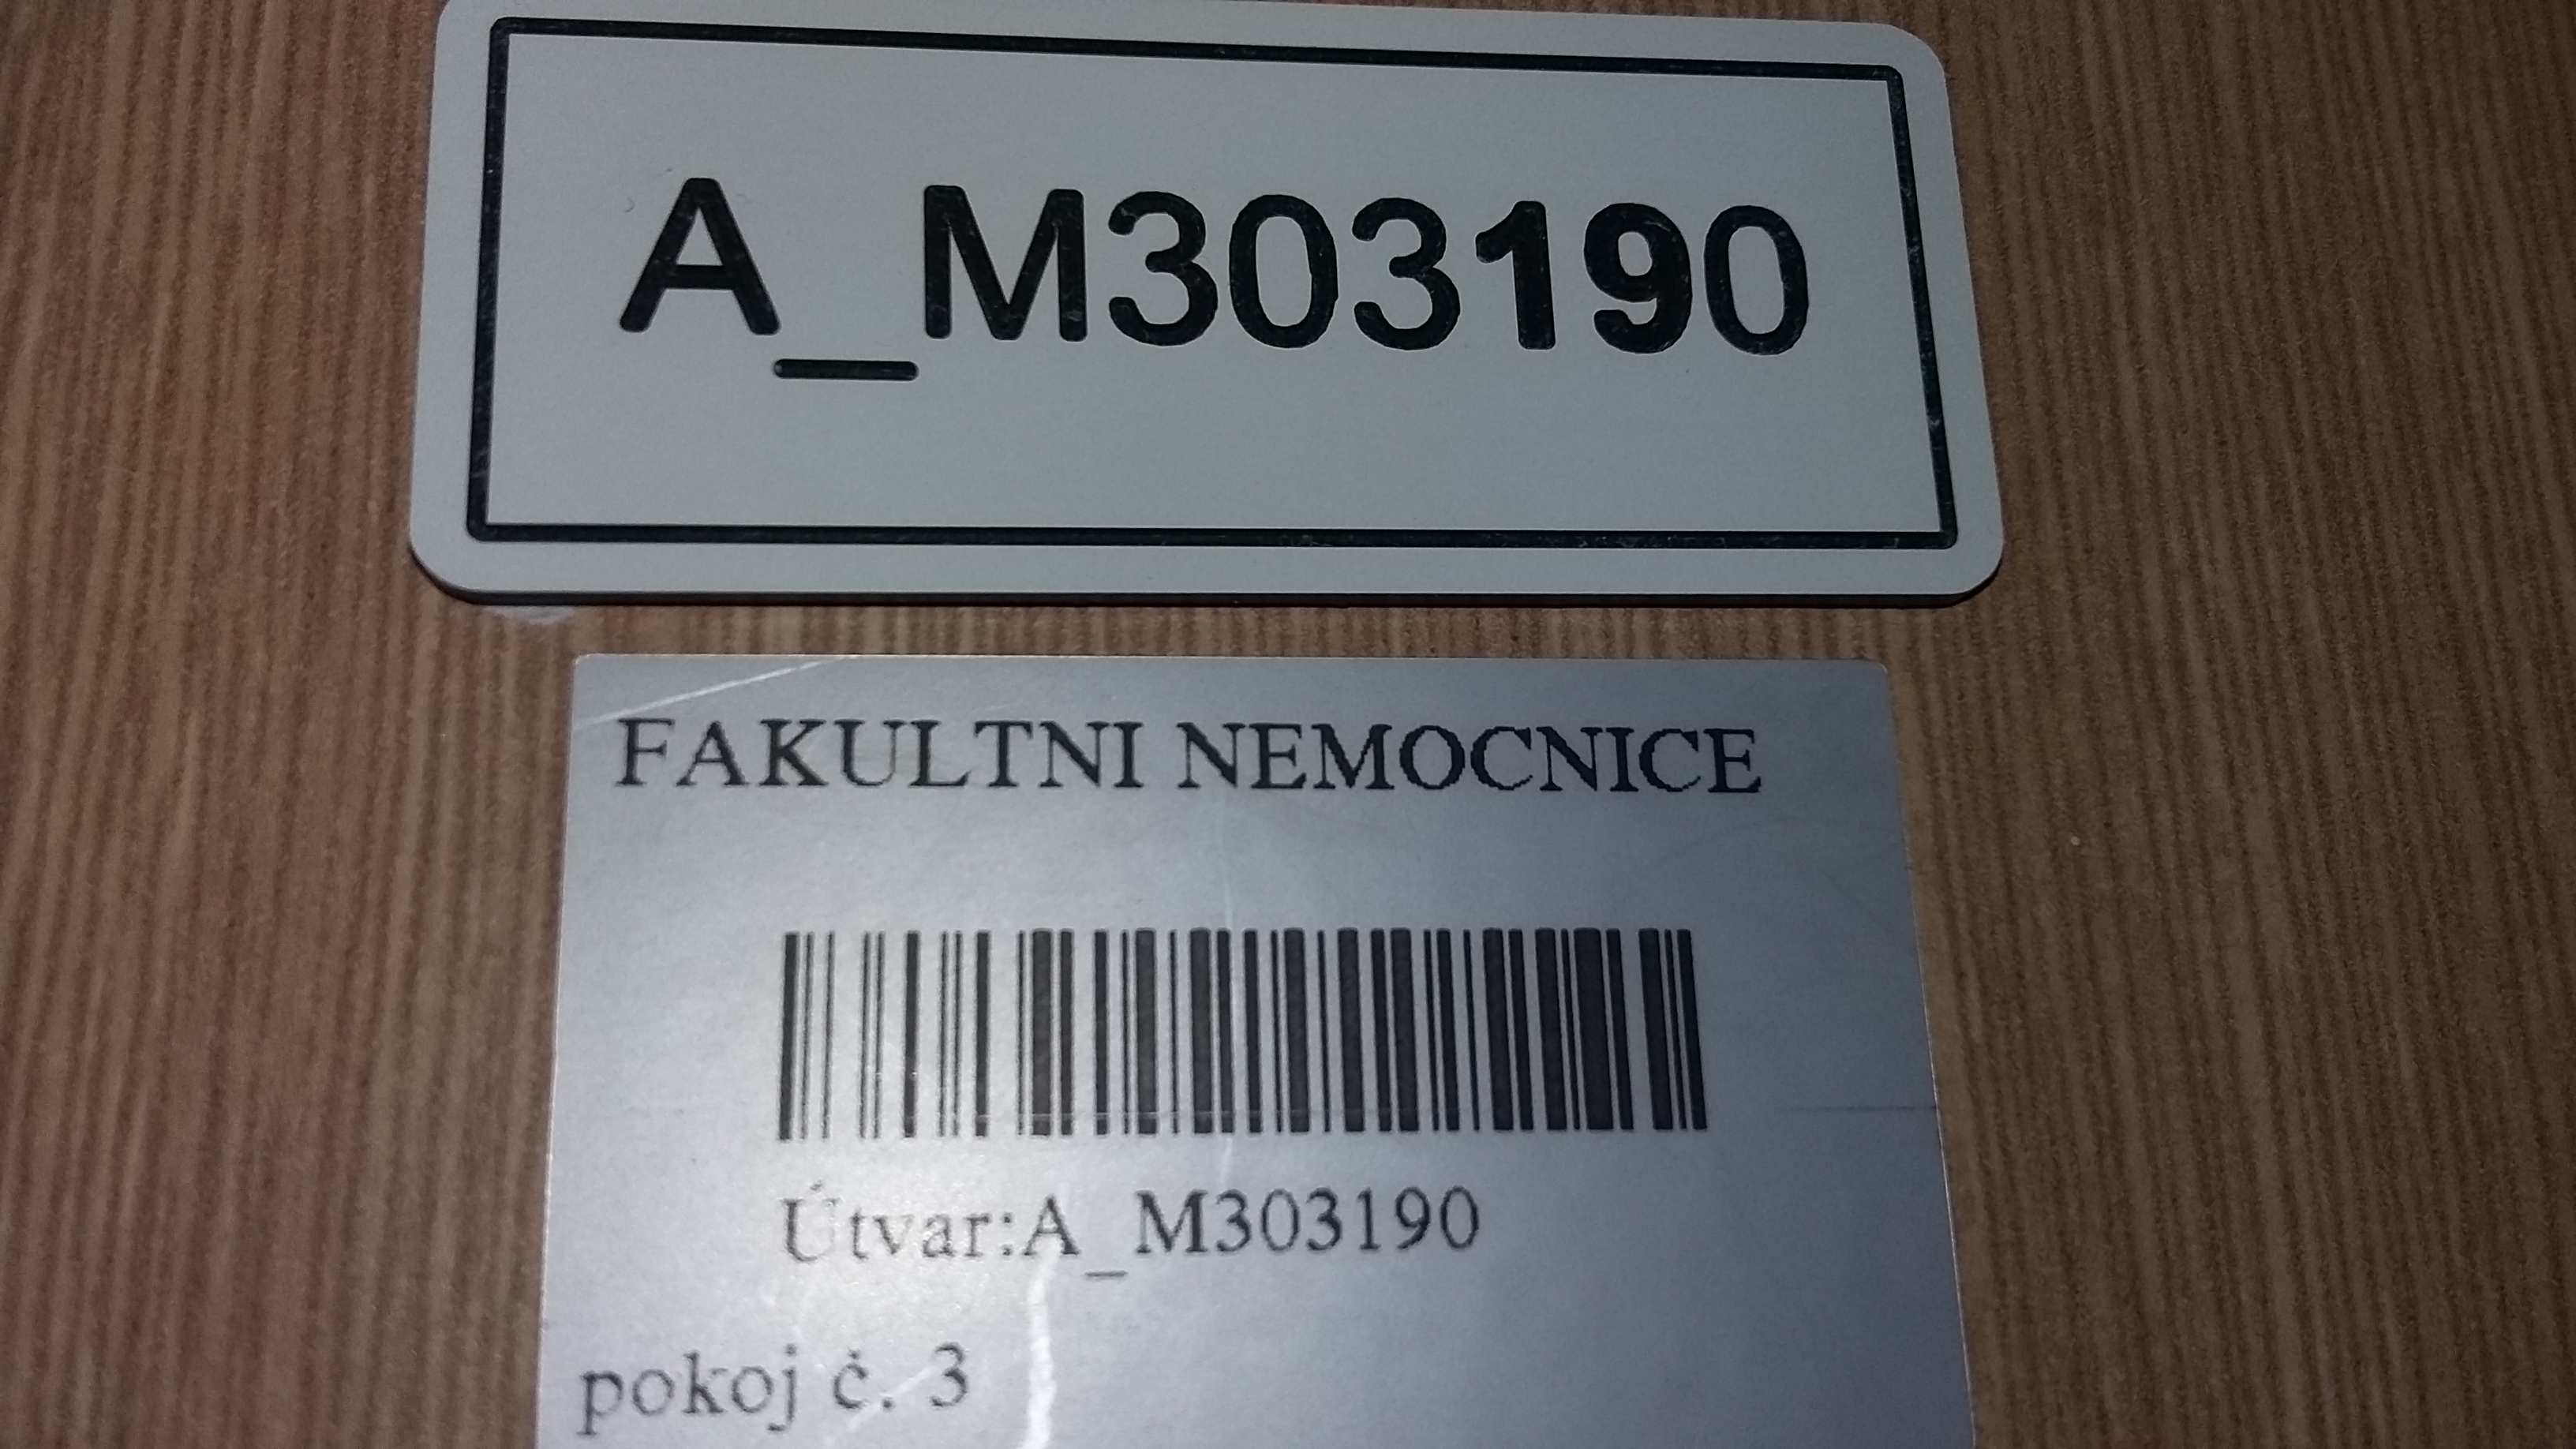 A_M303190
FAKULTNI NEMOCNICE
Útvar:A_M303190
pokoj č. 3